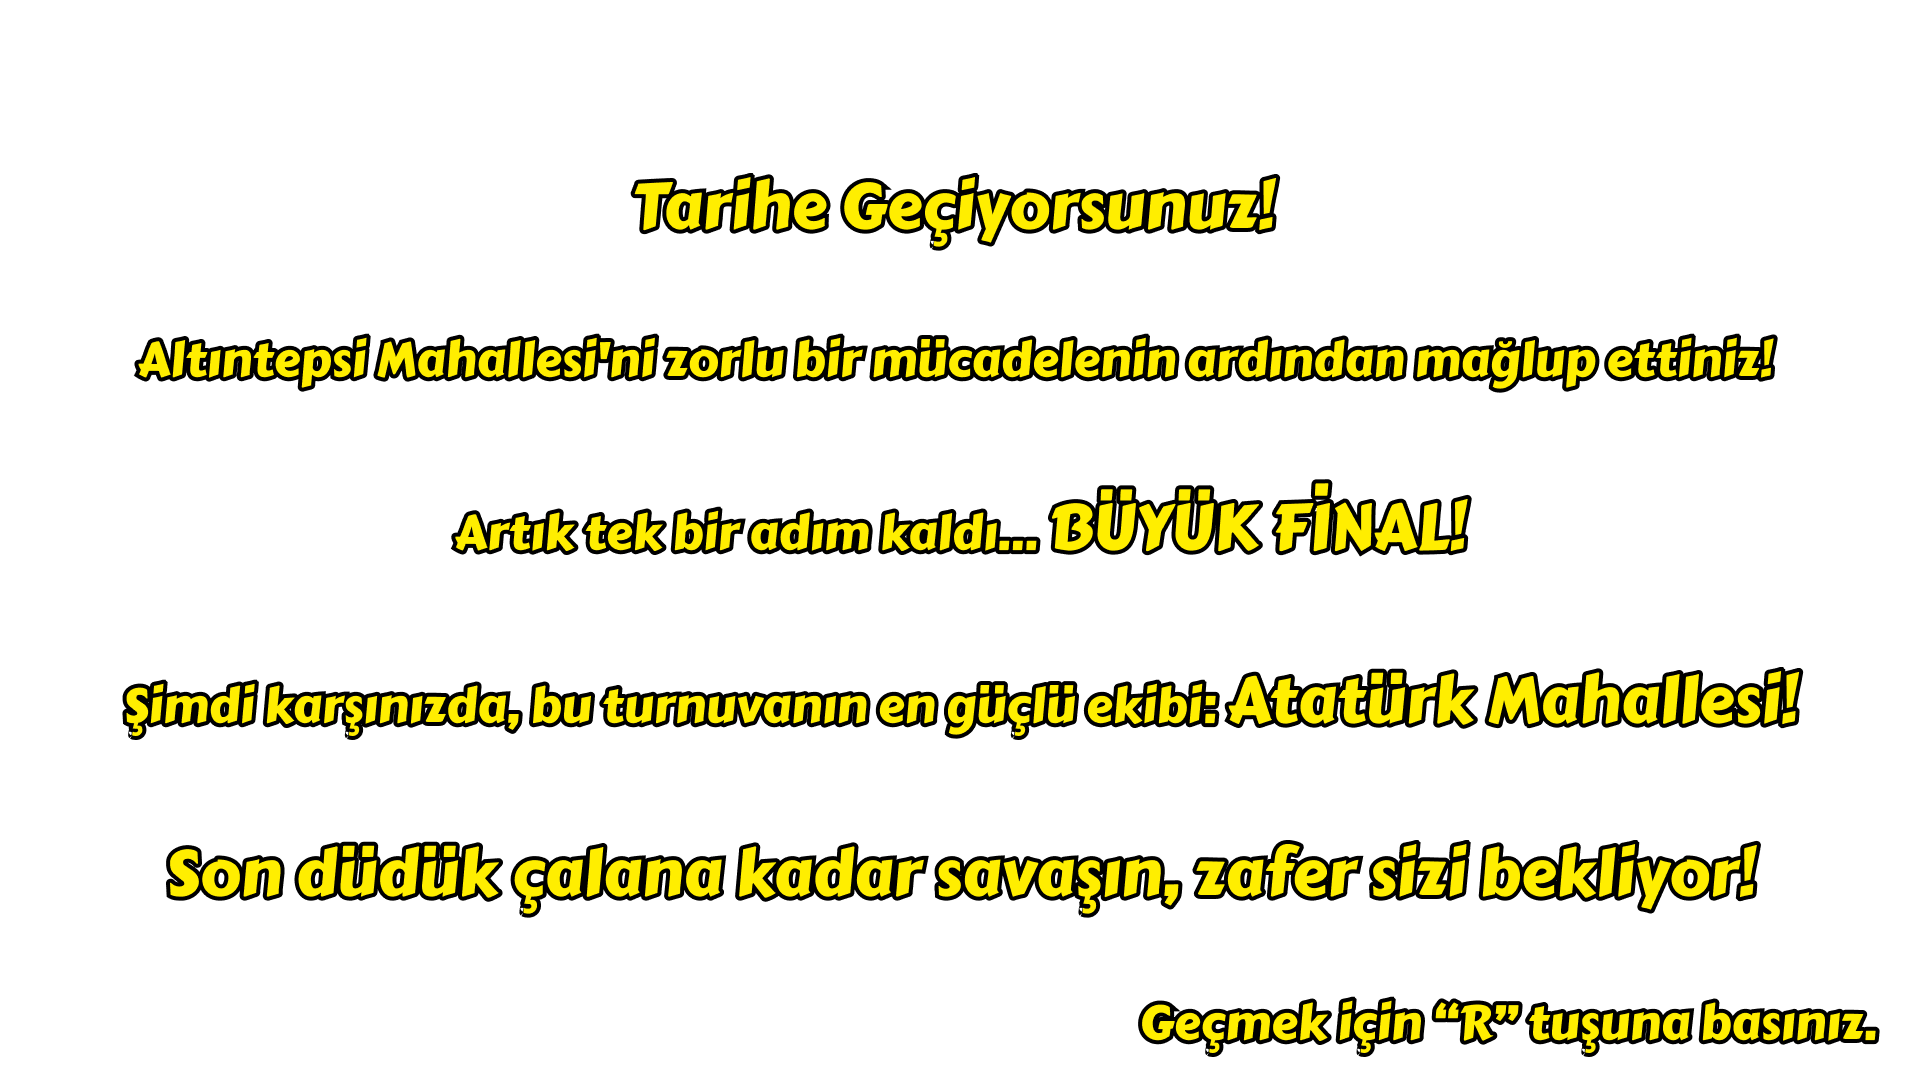 Tarihe Geçiyorsunuz!
Altıntepsi Mahallesi'ni zorlu bir mücadelenin ardından mağlup ettiniz!
Artık tek bir adım kaldı... BÜYÜK FİNAL!
Şimdi karşınızda, bu turnuvanın en güçlü ekibi: Atatürk Mahallesi!
Son düdük çalana kadar savaşın, zafer sizi bekliyor!
Geçmek için “R” tuşuna basınız.